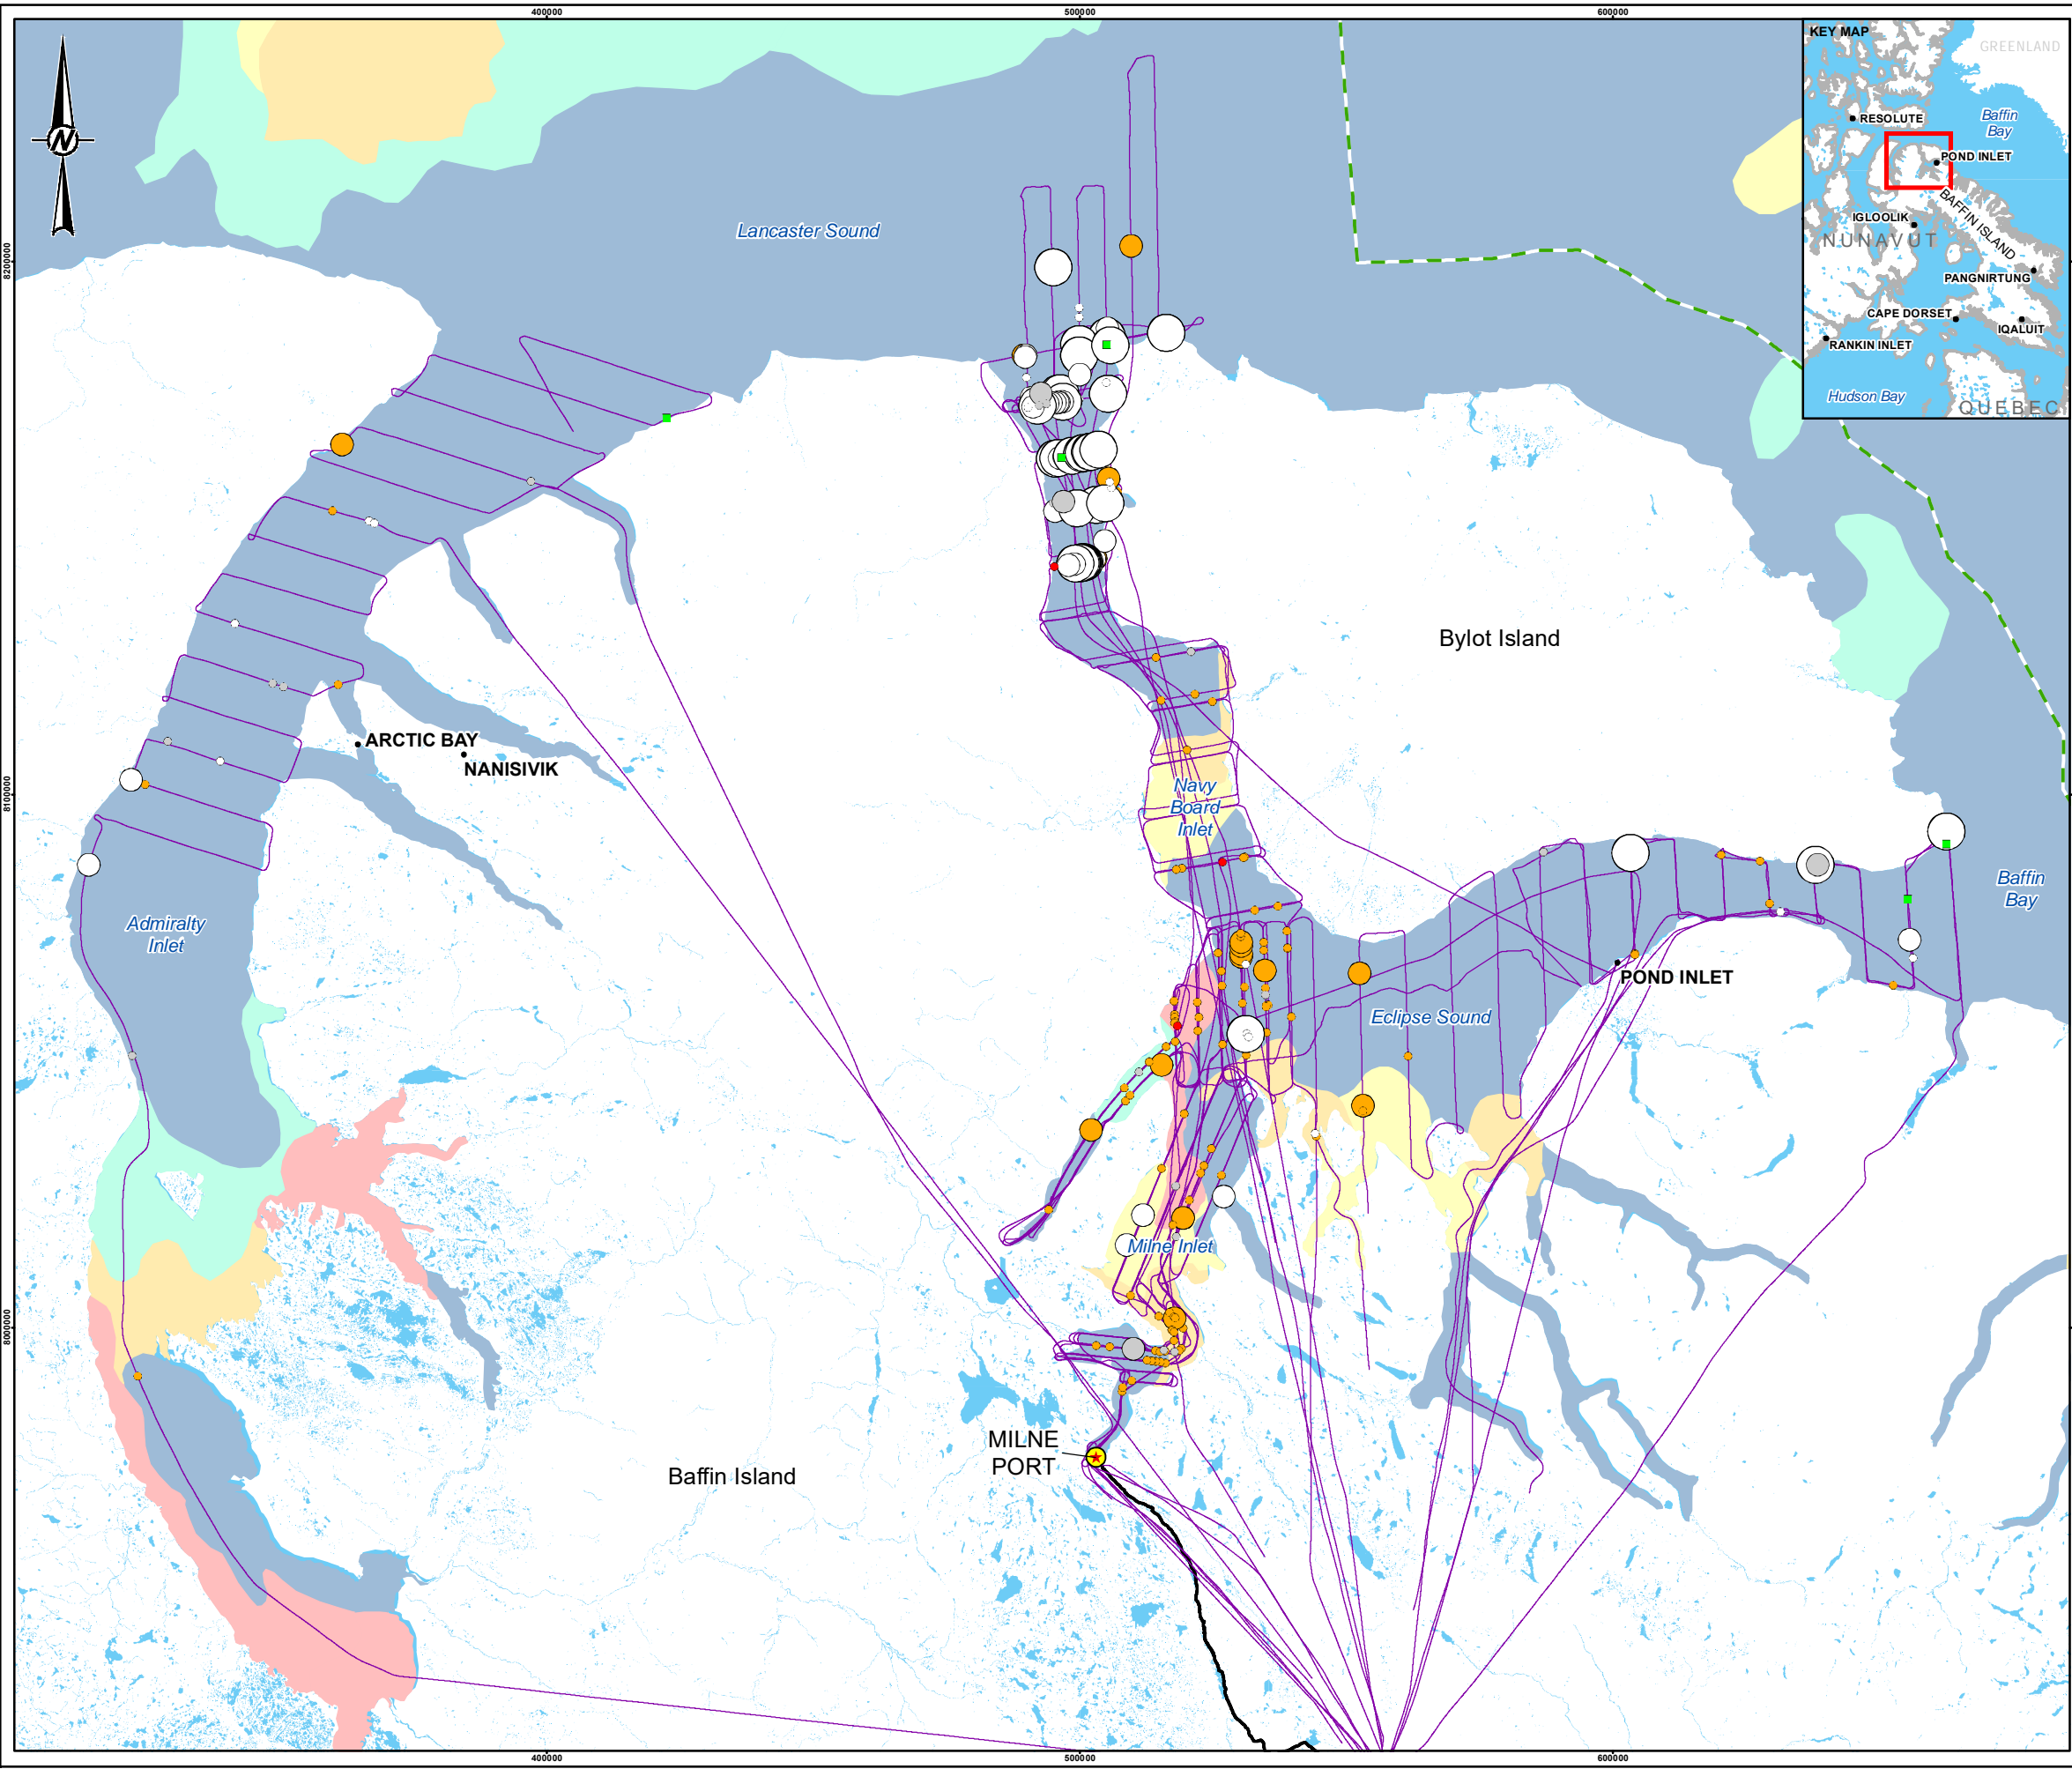 400000
500000
600000
KEY MAP
GREENLAND
Baffin
Bay
RESOLUTE
POND INLET
BAFFIN ISLAND
IGLOOLIK
NUNAVUT
PANGNIRTUNG
CAPE DORSET
IQALUIT
RANKIN INLET
Hudson Bay
QUEBEC
N
Lancaster Sound
8200000
Bylot Island
ARCTIC BAY
NANISIVIK
Navy
Board
Inlet
8100000
Admiralty
Inlet
Baffin
Bay
POND INLET
Eclipse Sound
Milne Inlet
8000000
MILNE
PORT
Baffin Island
400000
500000
600000